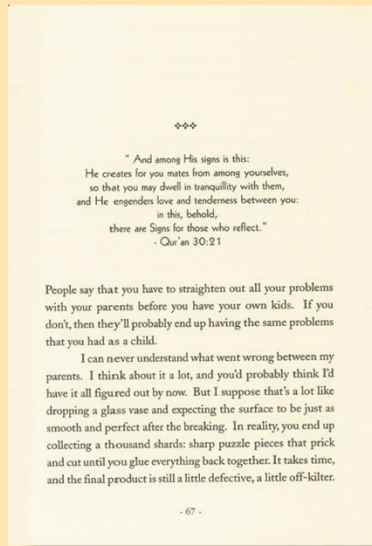 " And among His signs is this:
He creates for you mates from among yourselves,
so that you may dwell in tranquillity with them,
and He engenders love and tenderness between you:
in this, behold,
there are Signs for those who reflect."
- Qur'an 30:21
People say that you have to straighten out all your problems
with your parents before you have your own kids. If you
don't, then they'll probably end up having the same problems
that you had as a child.
I can never understand what went wrong between my
parents. I think about it a lot, and you'd probably think I'd
have it all figured out by now. But I suppose that's a lot like
dropping a glass vase and expecting the surface to be just as
smooth and perfect after the breaking. In reality, you end up
collecting a thousand shards: sharp puzzle pieces that prick
and cut until you glue everything back together. It takes time,
and the final product is still a little defective, a little off-kilter.
- 67 -